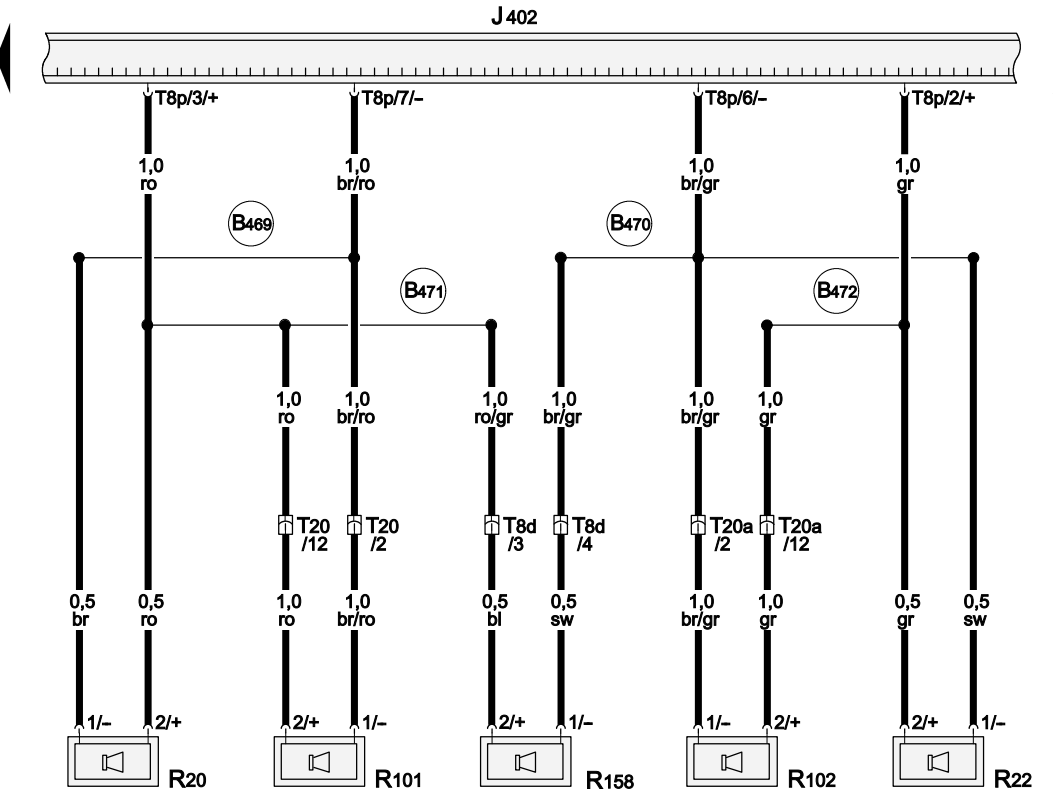 J402
T8p/3/+ T8p/7/– T8p/6/– T8p/2/+
1,0 1,0 1,0 1,0
ro br/ro br/gr gr
B469 B470
B471 B472
1,0 1,0 1,0 1,0 1,0 1,0
ro br/ro ro/gr br/gr br/gr gr
T20 T20 T8d T8d T20a T20a
/12 /2 /3 /4 /2 /12
0,5 0,5 1,0 1,0 0,5 0,5 1,0 1,0 0,5 0,5
br ro ro br/ro bl sw br/gr gr gr sw
1/– 2/+ 2/+ 1/– 2/+ 1/– 1/– 2/+ 2/+ 1/–
R20 R101 R158 R102 R22